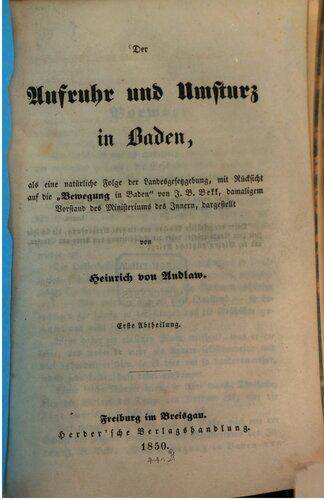 Der
Aufruhr und Umsturz
in Baden,
als eine natürliche Folge der Landesgesetzgebung, mit Rücksicht
auf die „Bewegung in Baden“ von J. B. Bekk, damaligem
Vorstand des Ministeriums des Innern, dargestellt
von
Heinrich von Andlaw.
Erste Abtheilung.
Freiburg im Breisgau.
Herder'sche Verlagshandlung.
1850.